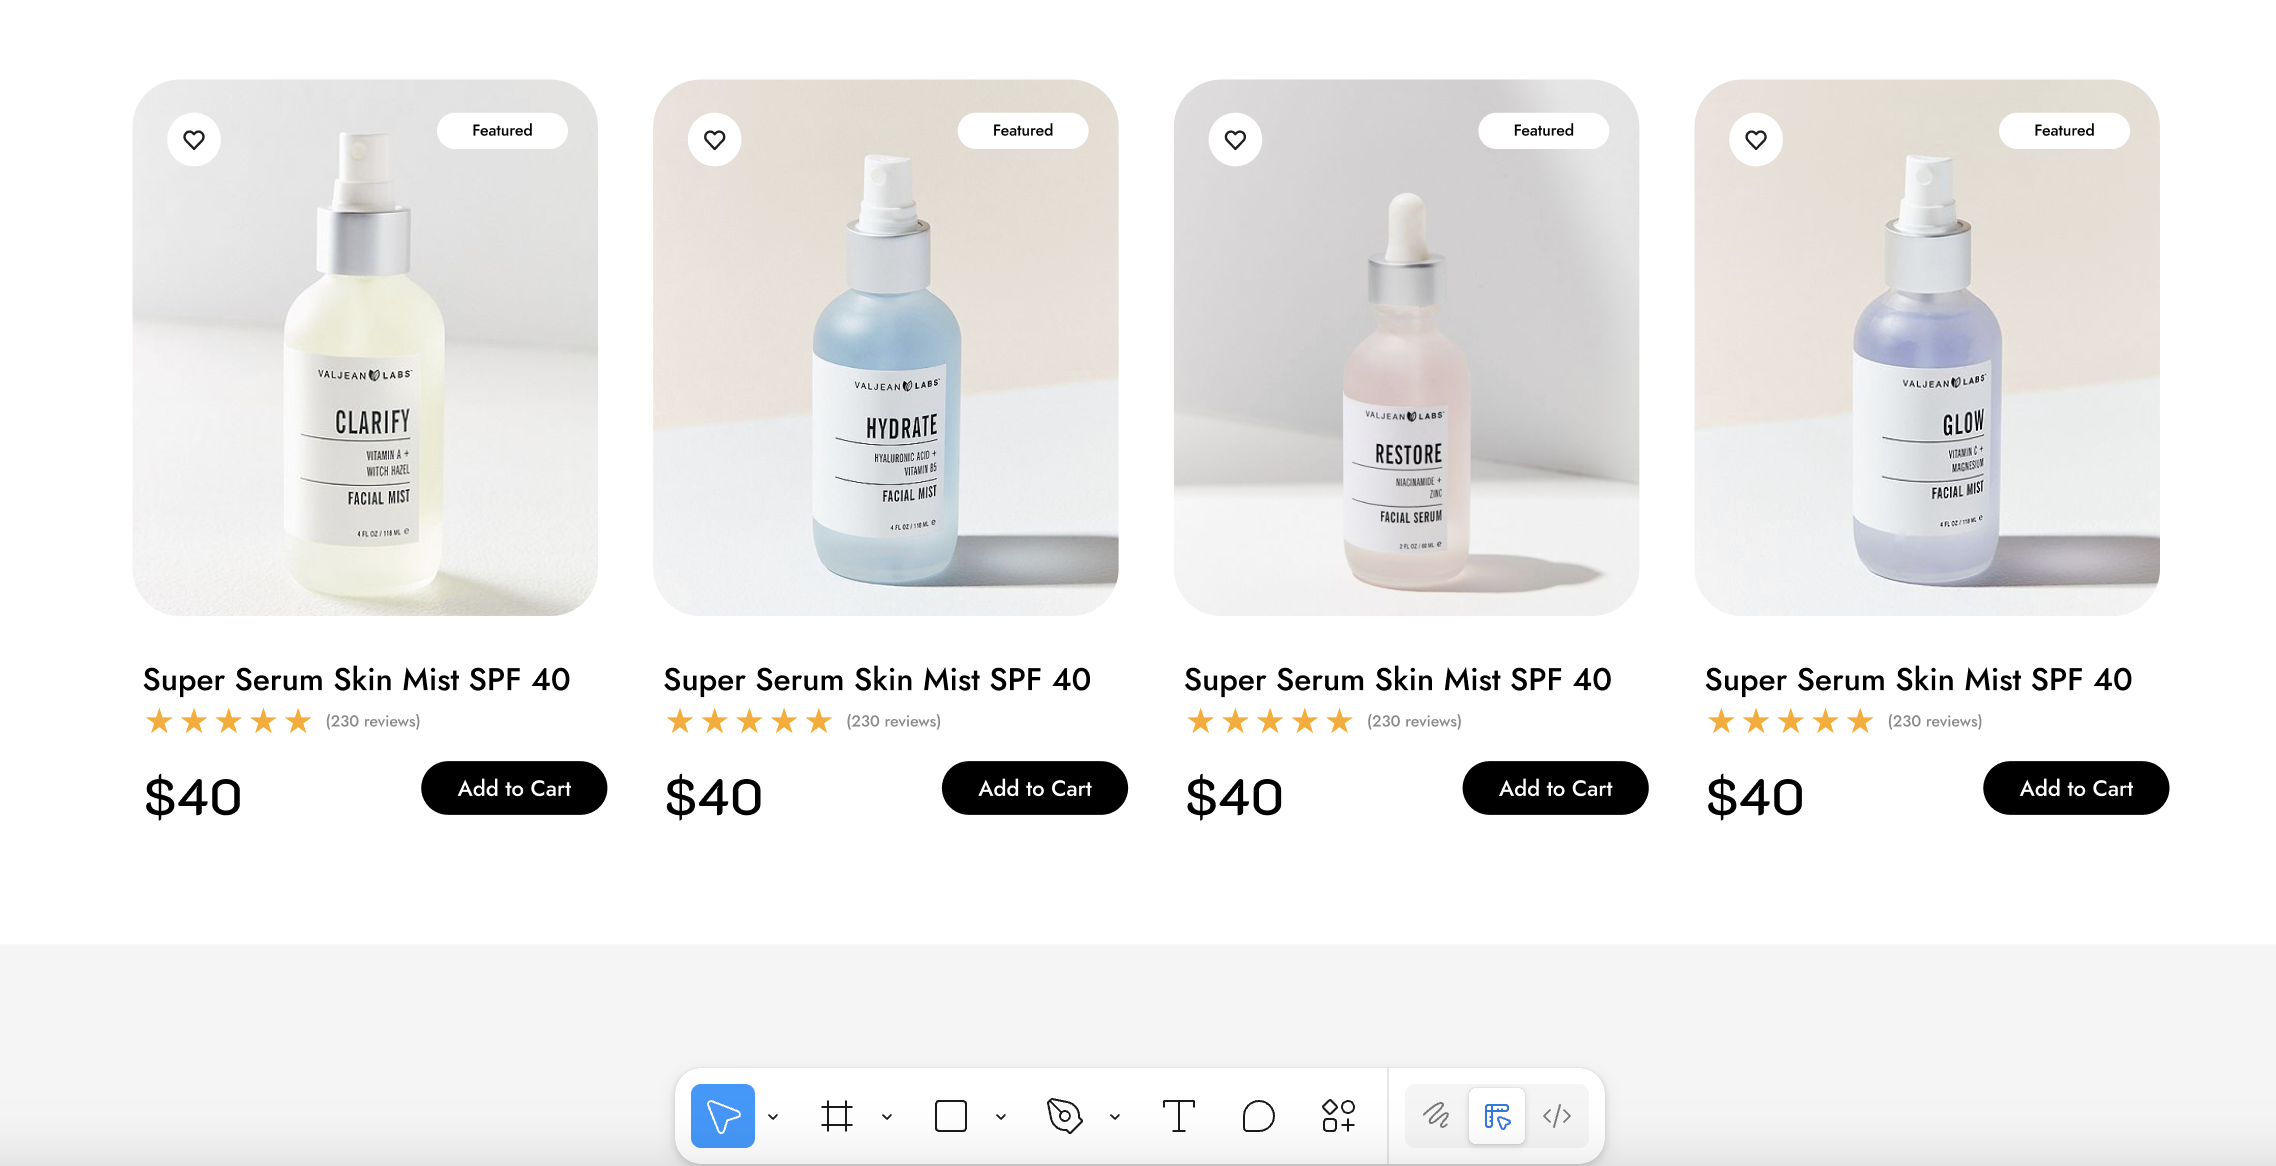 Featured
Featured
Featured
Featured
VALJEAN LABS™
CLARIFY
VITAMIN A +
WITCH HAZEL
FACIAL MIST
4 FL OZ / 118 ML ℮
VALJEAN LABS™
HYDRATE
HYALURONIC ACID +
VITAMIN B5
FACIAL MIST
4 FL OZ / 118 ML ℮
VALJEAN LABS™
RESTORE
NIACINAMIDE +
ZINC
FACIAL SERUM
2 FL OZ / 60 ML ℮
VALJEAN LABS™
GLOW
VITAMIN C +
MAGNESIUM
FACIAL MIST
4 FL OZ / 118 ML ℮
Super Serum Skin Mist SPF 40
(230 reviews)
$40
Add to Cart
Super Serum Skin Mist SPF 40
(230 reviews)
$40
Add to Cart
Super Serum Skin Mist SPF 40
(230 reviews)
$40
Add to Cart
Super Serum Skin Mist SPF 40
(230 reviews)
$40
Add to Cart